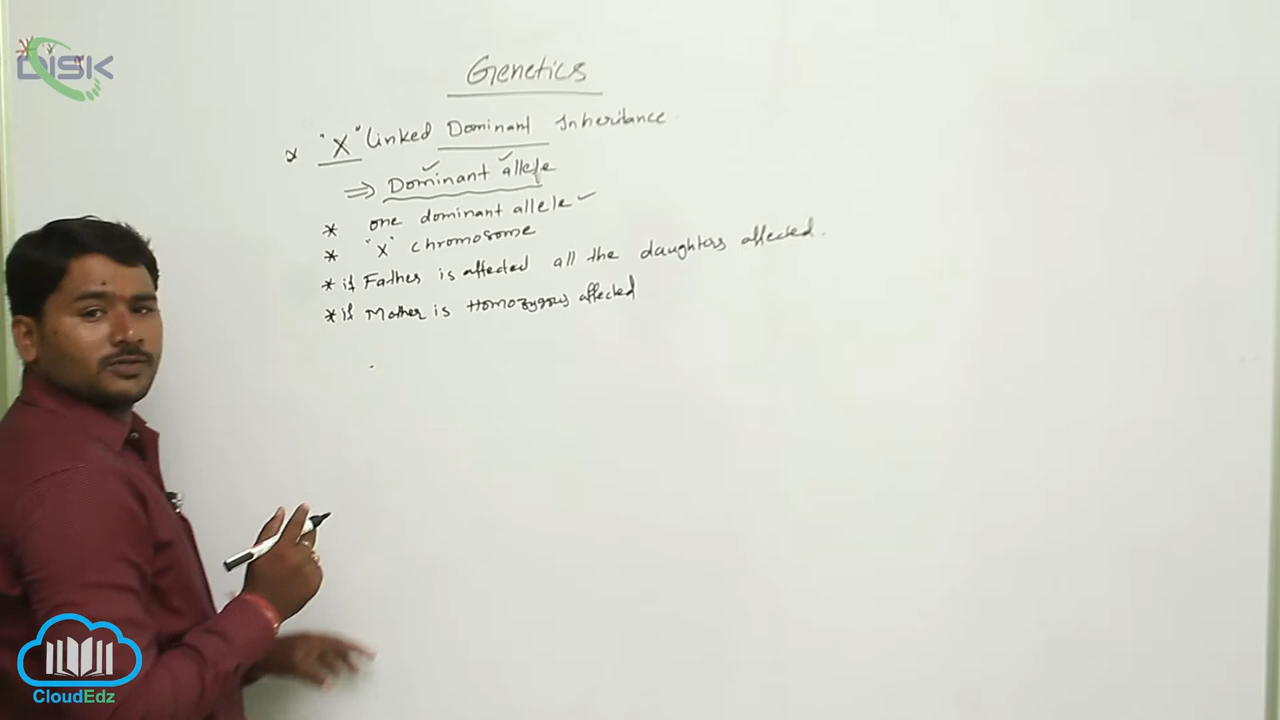 DISK
Genetics
* "X" linked Dominant Inheritance
⇒ Dominant allele
* one dominant allele ✓
* "X" chromosome
* if Father is affected all the daughters affected.
* if Mother is Homozygous affected
CloudEdz